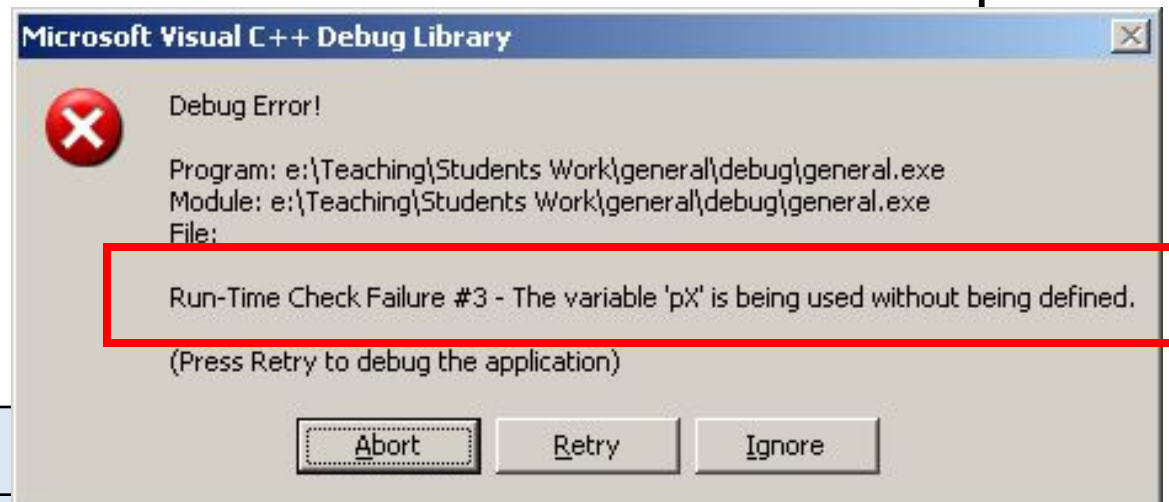 Microsoft Visual C++ Debug Library
Debug Error!
Program: e:\Teaching\Students Work\general\debug\general.exe
Module: e:\Teaching\Students Work\general\debug\general.exe
File:
Run-Time Check Failure #3 - The variable 'pX' is being used without being defined.
(Press Retry to debug the application)
Abort Retry Ignore